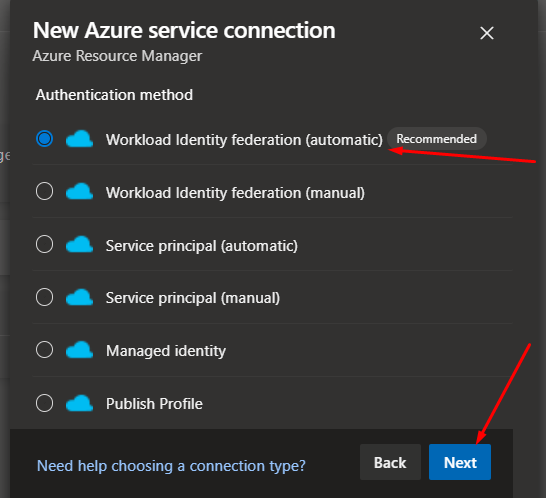 New Azure service connection
Azure Resource Manager
Authentication method
Workload Identity federation (automatic) Recommended
Workload Identity federation (manual)
Service principal (automatic)
Service principal (manual)
Managed identity
Publish Profile
Need help choosing a connection type? Back Next